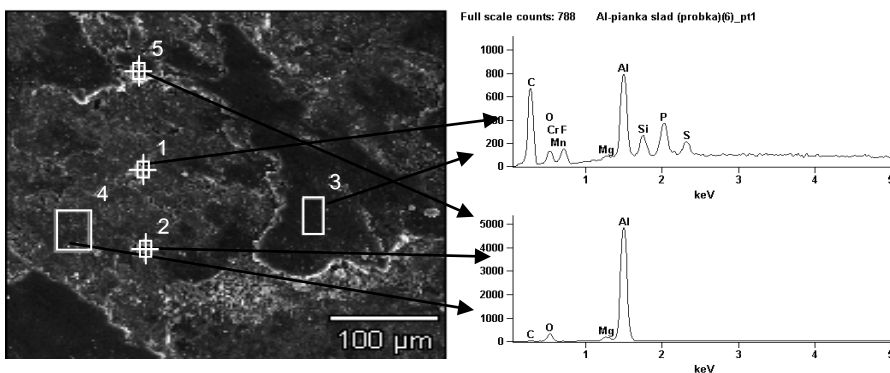 5
1
4
3
2
100 µm
Full scale counts: 788 Al-pianka slad (probka)(6)_pt1
1000
800
600
400
200
0
C
O
Cr F
Mn
Mg
Al
Si
P
S
1 2 3 4 5
keV
5000
4000
3000
2000
1000
0
C
O
Mg
Al
1 2 3 4 5
keV